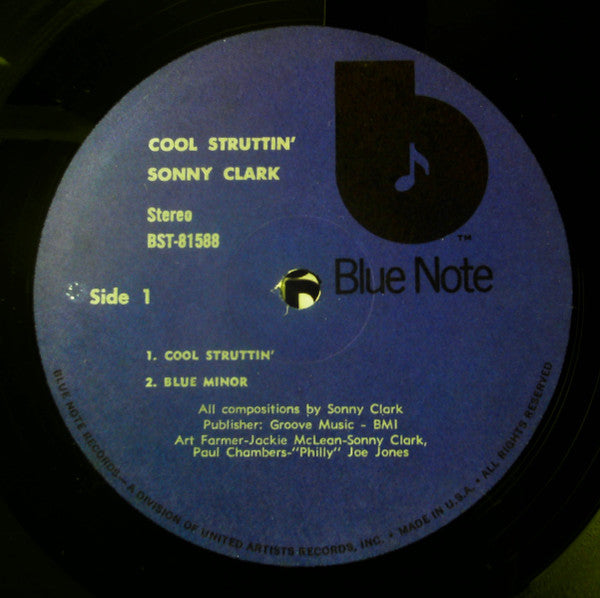 COOL STRUTTIN'
SONNY CLARK
Stereo
BST-81588
Side 1
™
Blue Note
1. COOL STRUTTIN'
2. BLUE MINOR
All compositions by Sonny Clark
Publisher: Groove Music - BMI
Art Farmer-Jackie McLean-Sonny Clark,
Paul Chambers-"Philly" Joe Jones
BLUE NOTE RECORDS—A DIVISION OF UNITED ARTISTS RECORDS, INC. • MADE IN U.S.A. • ALL RIGHTS RESERVED